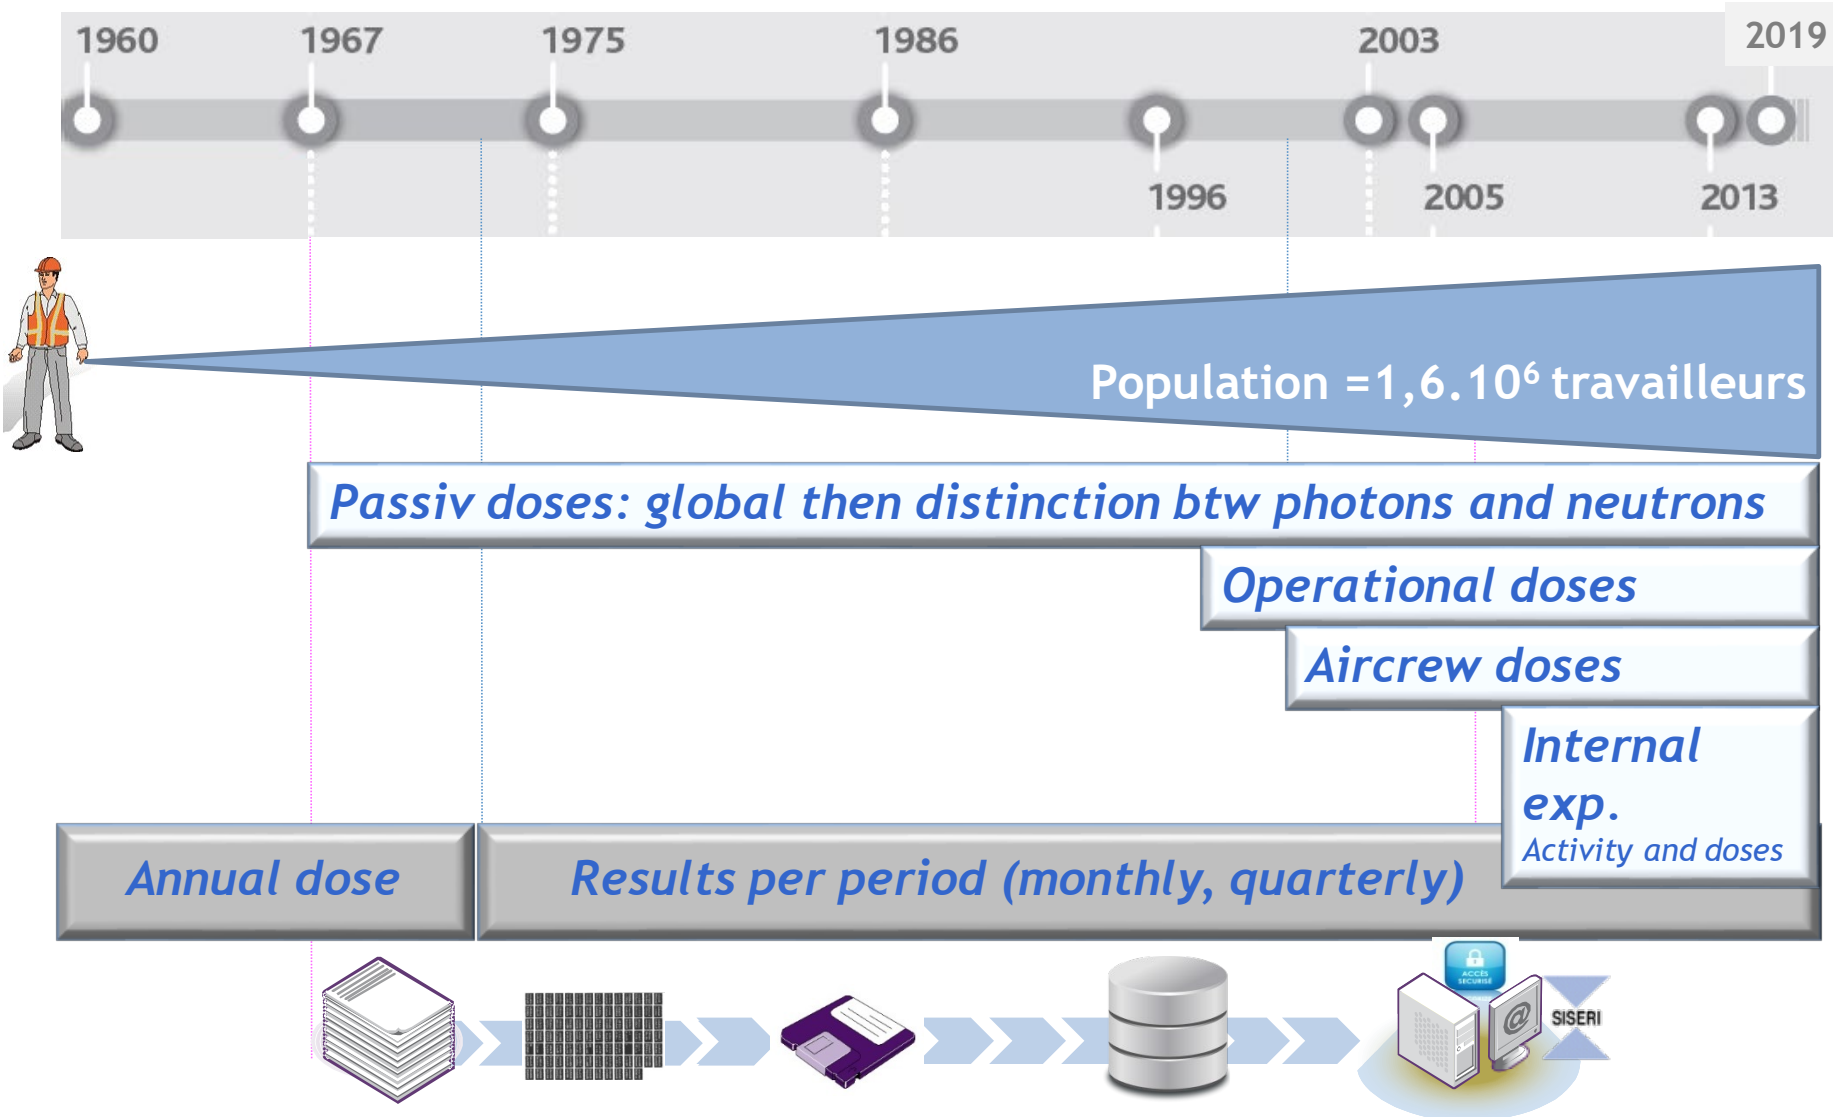 1960 1967 1975 1986 2003 2019
1996 2005 2013
Population =1,6.10⁶ travailleurs
Passiv doses: global then distinction btw photons and neutrons
Operational doses
Aircrew doses
Internal
exp.
Activity and doses
Annual dose
Results per period (monthly, quarterly)
ACCÈS
SECURISÉ
@
SISERI